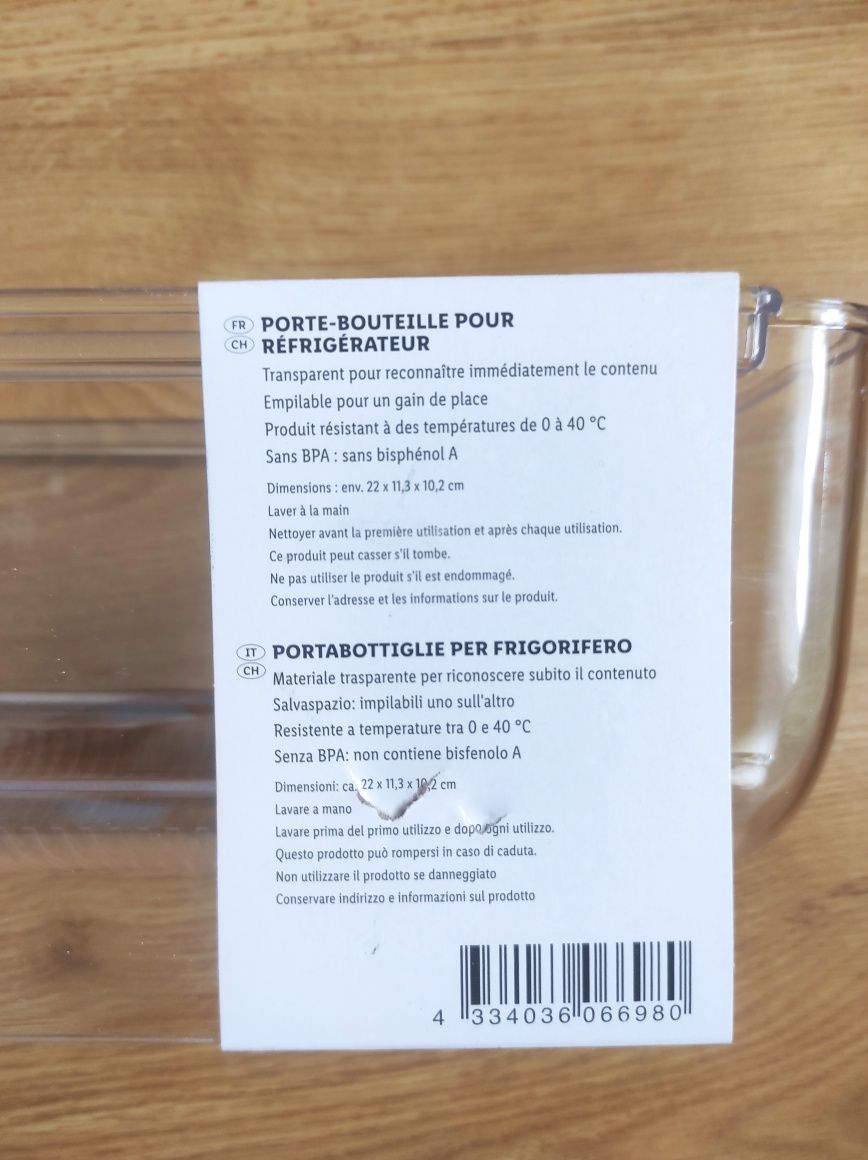 FR PORTE-BOUTEILLE POUR
CH RÉFRIGÉRATEUR
Transparent pour reconnaître immédiatement le contenu
Empilable pour un gain de place
Produit résistant à des températures de 0 à 40 °C
Sans BPA : sans bisphénol A
Dimensions : env. 22 x 11,3 x 10,2 cm
Laver à la main
Nettoyer avant la première utilisation et après chaque utilisation.
Ce produit peut casser s'il tombe.
Ne pas utiliser le produit s'il est endommagé.
Conserver l'adresse et les informations sur le produit.
IT PORTABOTTIGLIE PER FRIGORIFERO
CH Materiale trasparente per riconoscere subito il contenuto
Salvaspazio: impilabili uno sull'altro
Resistente a temperature tra 0 e 40 °C
Senza BPA: non contiene bisfenolo A
Dimensioni: ca. 22 x 11,3 x 10,2 cm
Lavare a mano
Lavare prima del primo utilizzo e dopo ogni utilizzo.
Questo prodotto può rompersi in caso di caduta.
Non utilizzare il prodotto se danneggiato
Conservare indirizzo e informazioni sul prodotto
4 334036 066980